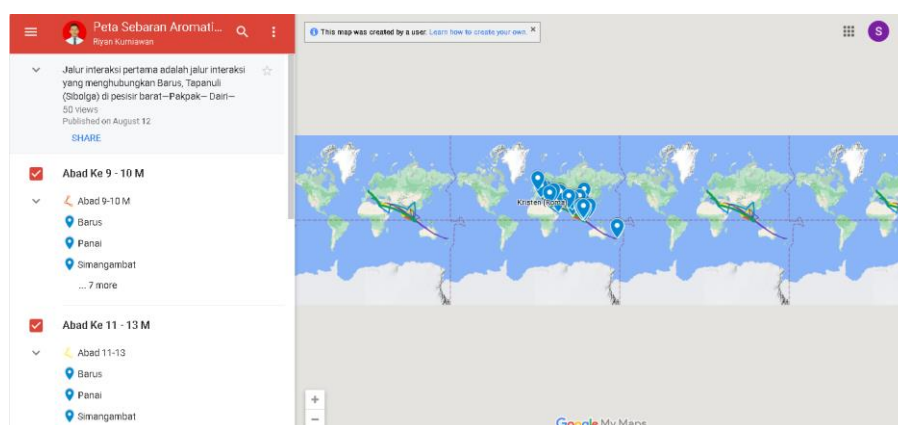 Peta Sebaran Aromati...
Riyan Kurniawan
Jalur interaksi pertama adalah jalur interaksi
yang menghubungkan Barus, Tapanuli
(Sibolga) di pesisir barat—Pakpak— Dairi—
50 views
Published on August 12
SHARE
Abad Ke 9 - 10 M
Abad 9-10 M
Barus
Panai
Simangambat
... 7 more
Abad Ke 11 - 13 M
Abad 11-13
Barus
Panai
Simangambat
This map was created by a user. Learn how to create your own.
S
Kristen (Roma)
Google My Maps